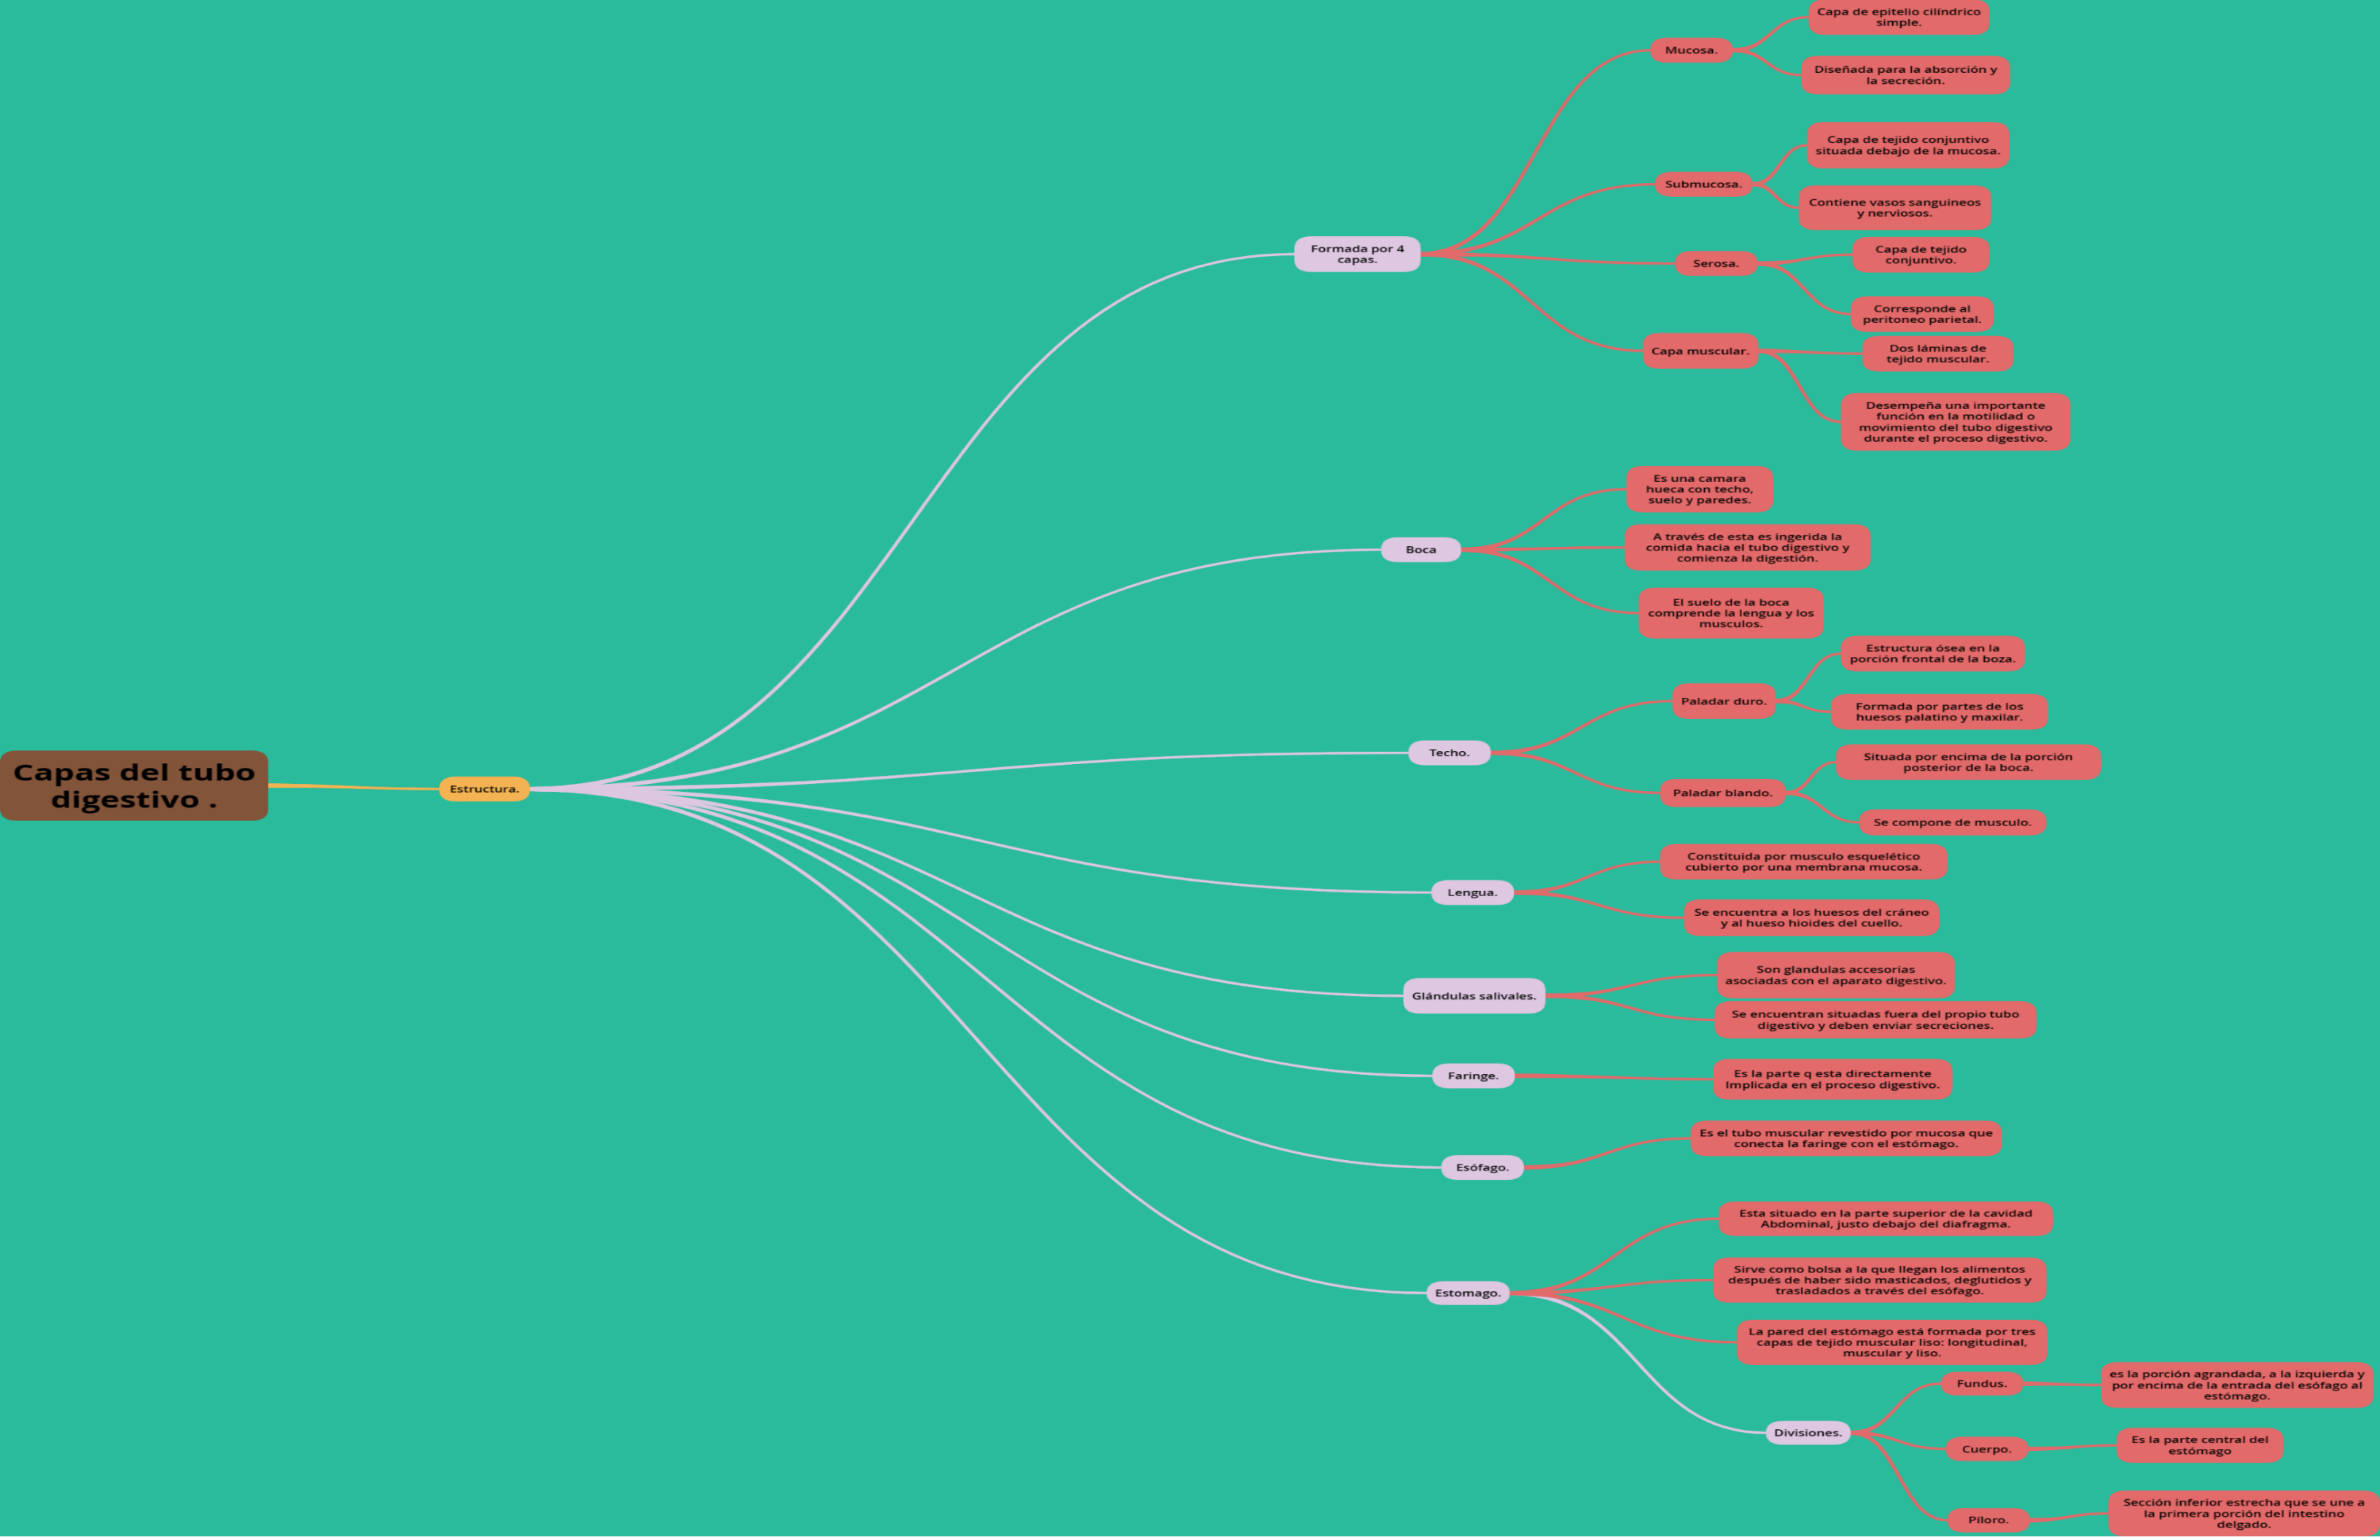 Capas del tubo
digestivo .
Estructura.
Formada por 4
capas.
Mucosa.
Capa de epitelio cilíndrico
simple.
Diseñada para la absorción y
la secreción.
Submucosa.
Capa de tejido conjuntivo
situada debajo de la mucosa.
Contiene vasos sanguineos
y nerviosos.
Serosa.
Capa de tejido
conjuntivo.
Corresponde al
peritoneo parietal.
Capa muscular.
Dos láminas de
tejido muscular.
Desempeña una importante
función en la motilidad o
movimiento del tubo digestivo
durante el proceso digestivo.
Boca
Es una camara
hueca con techo,
suelo y paredes.
A través de esta es ingerida la
comida hacia el tubo digestivo y
comienza la digestión.
El suelo de la boca
comprende la lengua y los
musculos.
Techo.
Paladar duro.
Estructura ósea en la
porción frontal de la boza.
Formada por partes de los
huesos palatino y maxilar.
Paladar blando.
Situada por encima de la porción
posterior de la boca.
Se compone de musculo.
Lengua.
Constituida por musculo esquelético
cubierto por una membrana mucosa.
Se encuentra a los huesos del cráneo
y al hueso hioides del cuello.
Glándulas salivales.
Son glandulas accesorias
asociadas con el aparato digestivo.
Se encuentran situadas fuera del propio tubo
digestivo y deben enviar secreciones.
Faringe.
Es la parte q esta directamente
Implicada en el proceso digestivo.
Esófago.
Es el tubo muscular revestido por mucosa que
conecta la faringe con el estómago.
Estomago.
Esta situado en la parte superior de la cavidad
Abdominal, justo debajo del diafragma.
Sirve como bolsa a la que llegan los alimentos
después de haber sido masticados, deglutidos y
trasladados a través del esófago.
La pared del estómago está formada por tres
capas de tejido muscular liso: longitudinal,
muscular y liso.
Divisiones.
Fundus.
es la porción agrandada, a la izquierda y
por encima de la entrada del esófago al
estómago.
Cuerpo.
Es la parte central del
estómago
Píloro.
Sección inferior estrecha que se une a
la primera porción del intestino
delgado.